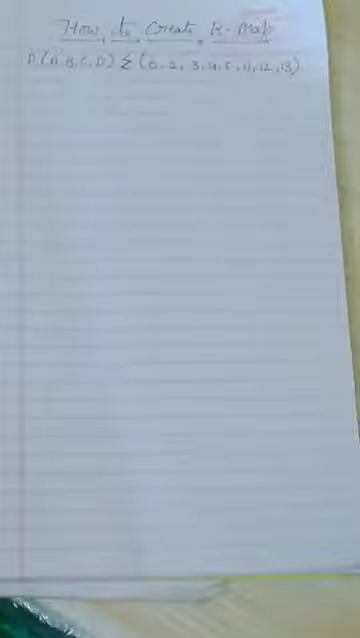 How to Create K-Map
F(A,B,C,D) Σ (0, 2, 3, 4, 5, 11, 12, 13)